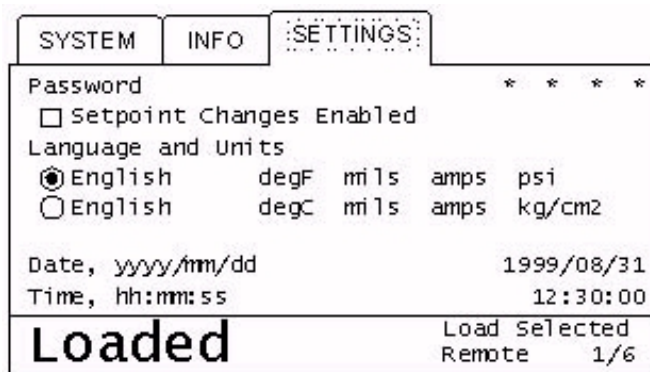 SYSTEM INFO SETTINGS
Password * * * *
Setpoint Changes Enabled
Language and Units
English degF mils amps psi
English degC mils amps kg/cm2
Date, yyyy/mm/dd 1999/08/31
Time, hh:mm:ss 12:30:00
Loaded Load Selected
Remote 1/6